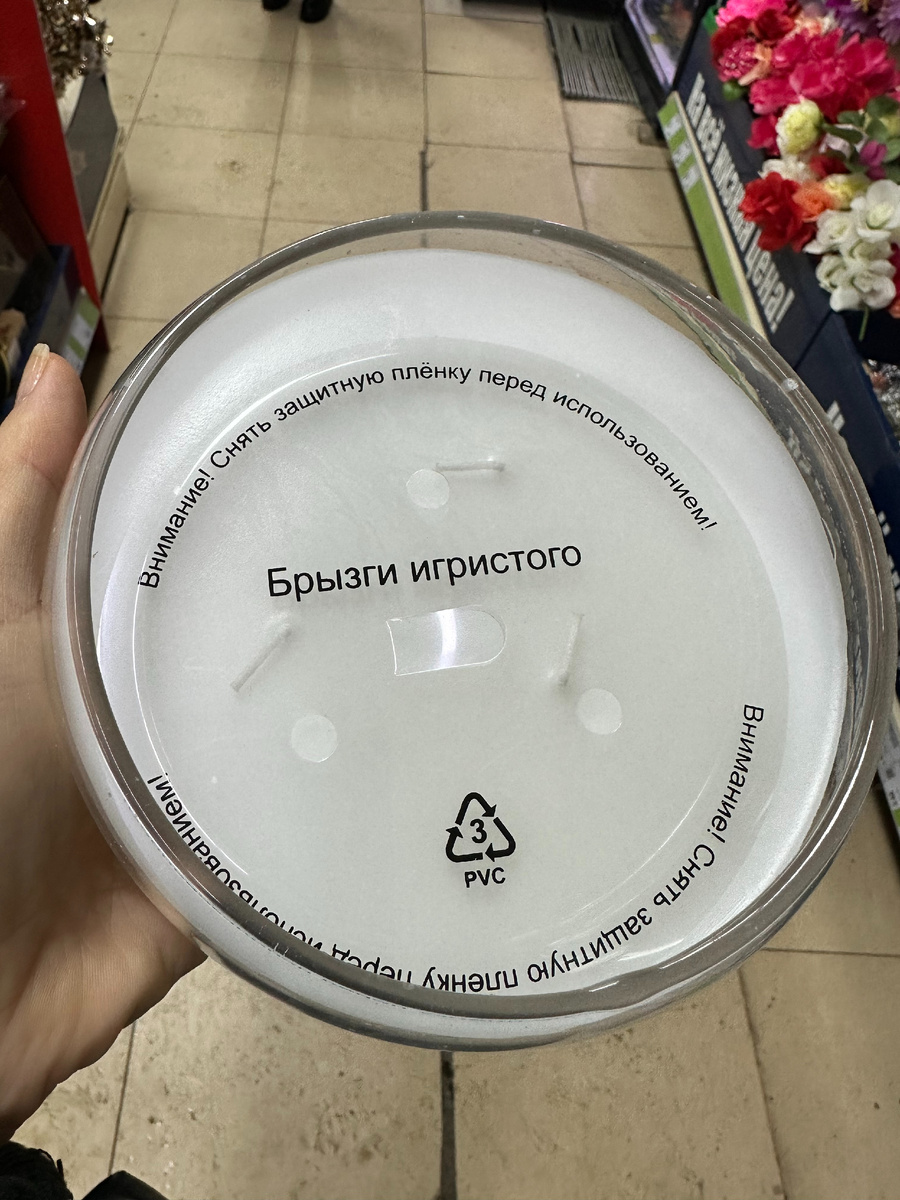 Внимание! Снять защитную плёнку перед использованием!
Брызги игристого
3
PVC
Внимание! Снять защитную плёнку перед использованием!